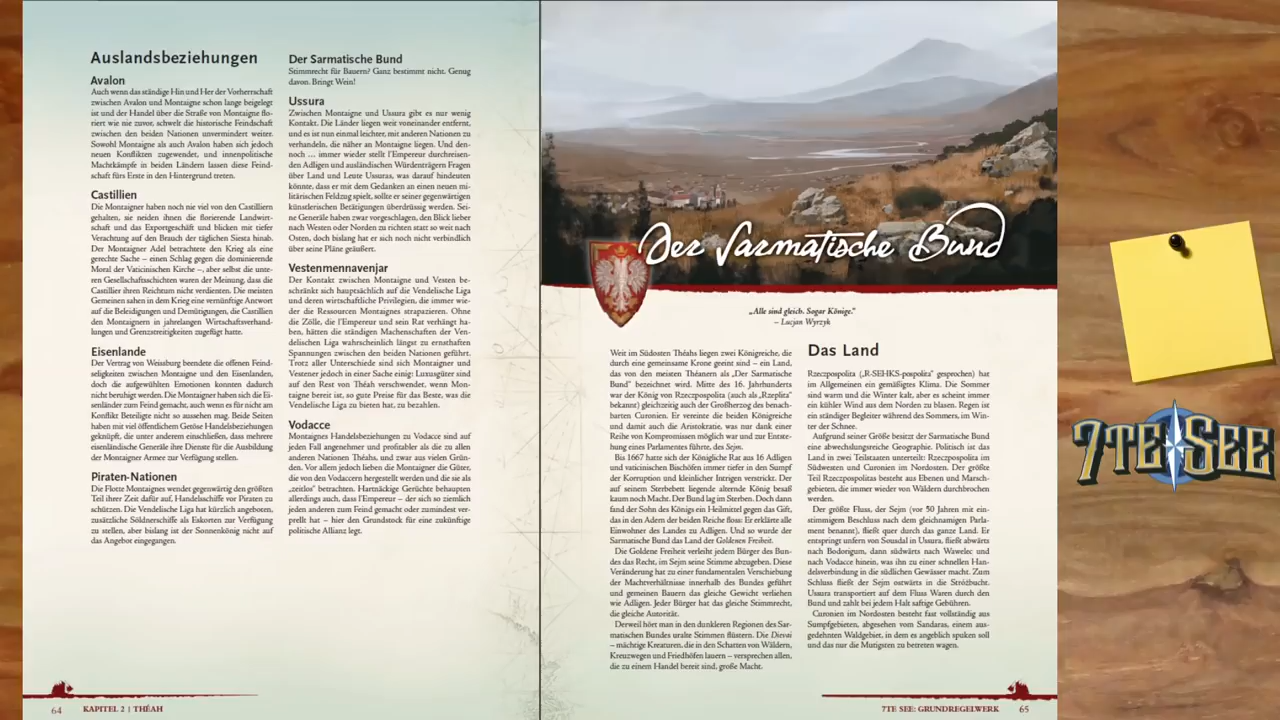 Auslandsbeziehungen
Avalon
Auch wenn das ständige Hin und Her der Vorherrschaft
zwischen Avalon und Montaigne schon lange beigelegt
ist und der Handel über die Straße von Montaigne flo-
riert wie nie zuvor, schwelt die historische Feindschaft
zwischen den beiden Nationen unvermindert weiter.
Sowohl Montaigne als auch Avalon haben sich jedoch
neuen Konflikten zugewendet, und innenpolitische
Machtkämpfe in beiden Ländern lassen diese Feind-
schaft fürs Erste in den Hintergrund treten.
Castillien
Die Montaigner haben noch nie viel von den Castilliern
gehalten, sie neiden ihnen die florierende Landwirt-
schaft und das Exportgeschäft und blicken mit tiefer
Verachtung auf den Brauch der täglichen Siesta hinab.
Der Montaigner Adel betrachtete den Krieg als eine
gerechte Sache – einen Schlag gegen die dominierende
Moral der Vaticinischen Kirche –, aber selbst die unte-
ren Gesellschaftsschichten waren der Meinung, dass die
Castillier ihren Reichtum nicht verdienten. Die meisten
Gemeinen sahen in dem Krieg eine vernünftige Antwort
auf die Beleidigungen und Demütigungen, die Castillien
den Montaignern in jahrelangen Wirtschaftsverhand-
lungen und Grenzstreitigkeiten zugefügt hatte.
Eisenlande
Der Vertrag von Weissburg beendete die offenen Feind-
seligkeiten zwischen Montaigne und den Eisenlanden,
doch die aufgewühlten Emotionen konnten dadurch
nicht beruhigt werden. Die Montaigner haben sich die Ei-
senländer zum Feind gemacht, auch wenn es für nicht am
Konflikt Beteiligte nicht so aussehen mag. Beide Seiten
haben mit viel öffentlichem Getöse Handelsbeziehungen
geknüpft, die unter anderem einschließen, dass mehrere
eisenländische Generäle ihre Dienste für die Ausbildung
der Montaigner Armee zur Verfügung stellen.
Piraten-Nationen
Die Flotte Montaignes wendet gegenwärtig den größten
Teil ihrer Zeit dafür auf, Handelsschiffe vor Piraten zu
schützen. Die Vendelische Liga hat kürzlich angeboten,
zusätzliche Söldnerschiffe als Eskorten zur Verfügung
zu stellen, aber bislang ist der Sonnenkönig nicht auf
das Angebot eingegangen.
Der Sarmatische Bund
Stimmrecht für Bauern? Ganz bestimmt nicht. Genug
davon. Bringt Wein!
Ussura
Zwischen Montaigne und Ussura gibt es nur wenig
Kontakt. Die Länder liegen weit voneinander entfernt,
und es ist nun einmal leichter, mit anderen Nationen zu
verhandeln, die näher an Montaigne liegen. Und den-
noch ... immer wieder stellt l'Empereur durchreisen-
den Adligen und ausländischen Würdenträgern Fragen
über Land und Leute Ussuras, was darauf hindeuten
könnte, dass er mit dem Gedanken an einen neuen mi-
litärischen Feldzug spielt, sollte er seiner gegenwärtigen
künstlerischen Betätigungen überdrüssig werden. Sei-
ne Generäle haben zwar vorgeschlagen, den Blick lieber
nach Westen oder Norden zu richten statt so weit nach
Osten, doch bislang hat er sich noch nicht verbindlich
über seine Pläne geäußert.
Vestenmennavenjar
Der Kontakt zwischen Montaigne und Vesten be-
schränkt sich hauptsächlich auf die Vendelische Liga
und deren wirtschaftliche Privilegien, die immer wie-
der die Ressourcen Montaignes strapazieren. Ohne
die Zölle, die l'Empereur und sein Rat verhängt ha-
ben, hätten die ständigen Machenschaften der Ven-
delischen Liga wahrscheinlich längst zu ernsthaften
Spannungen zwischen den beiden Nationen geführt.
Trotz aller Unterschiede sind sich Montaigner und
Vestener jedoch in einer Sache einig: Luxusgüter sind
auf den Rest von Théah verschwendet, wenn Mon-
taigne bereit ist, so gute Preise für das Beste, was die
Vendelische Liga zu bieten hat, zu bezahlen.
Vodacce
Montaignes Handelsbeziehungen zu Vodacce sind auf
jeden Fall angenehmer und profitabler als die zu allen
anderen Nationen Théahs, und zwar aus vielen Grün-
den. Vor allem jedoch lieben die Montaigner die Güter,
die von den Vodaccern hergestellt werden und die sie als
„zeitlos“ betrachten. Hartnäckige Gerüchte behaupten
allerdings auch, dass l'Empereur – der sich so ziemlich
jeden anderen zum Feind gemacht oder zumindest ver-
prellt hat – hier den Grundstock für eine zukünftige
politische Allianz legt.
64 KAPITEL 2 | THÉAH
Der Sarmatische Bund
„Alle sind gleich. Sogar Könige.“
– Lucjan Wyrzyk
Weit im Südosten Théahs liegen zwei Königreiche, die
durch eine gemeinsame Krone geeint sind – ein Land,
das von den meisten Théanern als „Der Sarmatische
Bund“ bezeichnet wird. Mitte des 16. Jahrhunderts
war der König von Rzeczpospolita (auch als „Rzeplita“
bekannt) gleichzeitig auch der Großherzog des benach-
barten Curonien. Er vereinte die beiden Königreiche
und damit auch die Aristokratie, was nur dank einer
Reihe von Kompromissen möglich war und zur Entste-
hung eines Parlamentes führte, des Sejm.
Bis 1667 hatte sich der Königliche Rat aus 16 Adligen
und vaticinischen Bischöfen immer tiefer in den Sumpf
der Korruption und kleinlicher Intrigen verstrickt. Der
auf seinem Sterbebett liegende alternde König besaß
kaum noch Macht. Der Bund lag im Sterben. Doch dann
fand der Sohn des Königs ein Heilmittel gegen das Gift,
das in den Adern der beiden Reiche floss: Er erklärte alle
Einwohner des Landes zu Adligen. Und so wurde der
Sarmatische Bund das Land der Goldenen Freiheit.
Die Goldene Freiheit verleiht jedem Bürger des Bun-
des das Recht, im Sejm seine Stimme abzugeben. Diese
Veränderung hat zu einer fundamentalen Verschiebung
der Machtverhältnisse innerhalb des Bundes geführt
und gemeinen Bauern das gleiche Gewicht verliehen
wie Adligen. Jeder Bürger hat das gleiche Stimmrecht,
die gleiche Autorität.
Derweil hört man in den dunkleren Regionen des Sar-
matischen Bundes uralte Stimmen flüstern. Die Dievai
– mächtige Kreaturen, die in den Schatten von Wäldern,
Kreuzwegen und Friedhöfen lauern – versprechen allen,
die zu einem Handel bereit sind, große Macht.
Das Land
Rzeczpospolita („R-SEHKS-pospolita“ gesprochen) hat
im Allgemeinen ein gemäßigtes Klima. Die Sommer
sind warm und die Winter kalt, aber es scheint immer
ein kühler Wind aus dem Norden zu blasen. Regen ist
ein ständiger Begleiter während des Sommers, im Win-
ter der Schnee.
Aufgrund seiner Größe besitzt der Sarmatische Bund
eine abwechslungsreiche Geographie. Politisch ist das
Land in zwei Teilstaaten unterteilt: Rzeczpospolita im
Südwesten und Curonien im Nordosten. Der größte
Teil Rzeczpospolitas besteht aus Ebenen und Marsch-
gebieten, die immer wieder von Wäldern durchbrochen
werden.
Der größte Fluss, der Sejm (vor 50 Jahren mit ein-
stimmigem Beschluss nach dem gleichnamigen Parla-
ment benannt), fließt quer durch das ganze Land. Er
entspringt unfern von Sousdal in Ussura, fließt abwärts
nach Bodorigum, dann südwärts nach Wawelec und
nach Vodacce hinein, was ihn zu einer schnellen Han-
delsverbindung in die südlichen Gewässer macht. Zum
Schluss fließt der Sejm ostwärts in die Strózbucht.
Ussura transportiert auf dem Fluss Waren durch den
Bund und zahlt bei jedem Halt saftige Gebühren.
Curonien im Nordosten besteht fast vollständig aus
Sumpfgebieten, abgesehen vom Sandaras, einem aus-
gedehnten Waldgebiet, in dem es angeblich spuken soll
und das nur die Mutigsten zu betreten wagen.
7TE SEE: GRUNDREGELWERK 65
7TE SEE